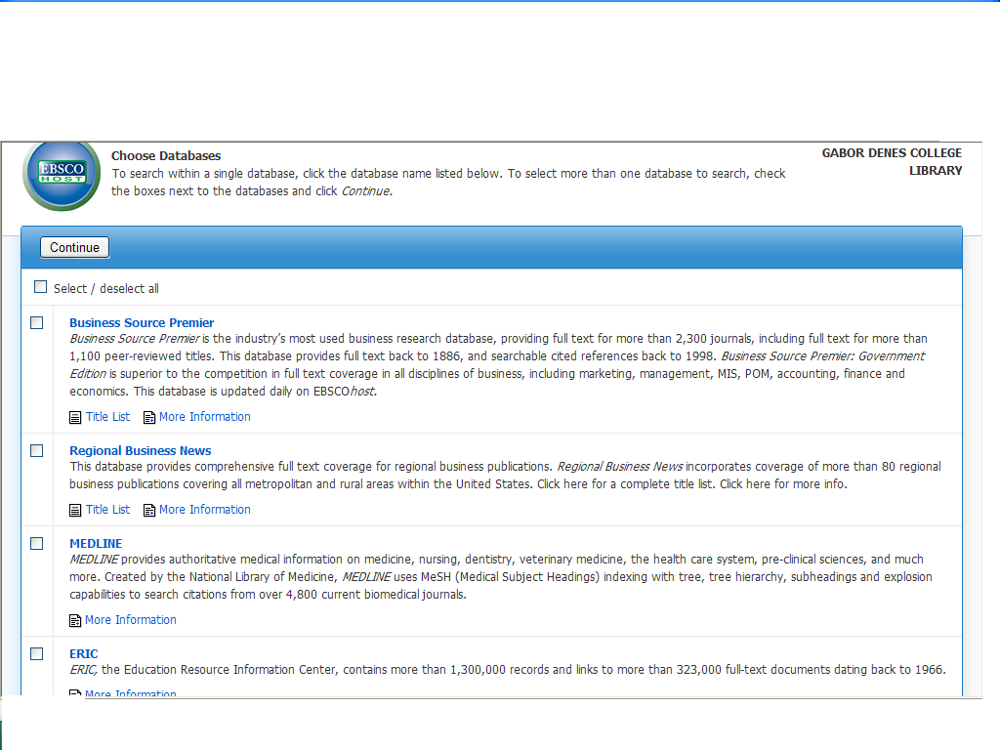 EBSCO
HOST
Choose Databases
To search within a single database, click the database name listed below. To select more than one database to search, check
the boxes next to the databases and click Continue.
GABOR DENES COLLEGE
LIBRARY
Continue
Select / deselect all
Business Source Premier
Business Source Premier is the industry's most used business research database, providing full text for more than 2,300 journals, including full text for more than
1,100 peer-reviewed titles. This database provides full text back to 1886, and searchable cited references back to 1998. Business Source Premier: Government
Edition is superior to the competition in full text coverage in all disciplines of business, including marketing, management, MIS, POM, accounting, finance and
economics. This database is updated daily on EBSCOhost.
Title List More Information
Regional Business News
This database provides comprehensive full text coverage for regional business publications. Regional Business News incorporates coverage of more than 80 regional
business publications covering all metropolitan and rural areas within the United States. Click here for a complete title list. Click here for more info.
Title List More Information
MEDLINE
MEDLINE provides authoritative medical information on medicine, nursing, dentistry, veterinary medicine, the health care system, pre-clinical sciences, and much
more. Created by the National Library of Medicine, MEDLINE uses MeSH (Medical Subject Headings) indexing with tree, tree hierarchy, subheadings and explosion
capabilities to search citations from over 4,800 current biomedical journals.
More Information
ERIC
ERIC, the Education Resource Information Center, contains more than 1,300,000 records and links to more than 323,000 full-text documents dating back to 1966.
More Information